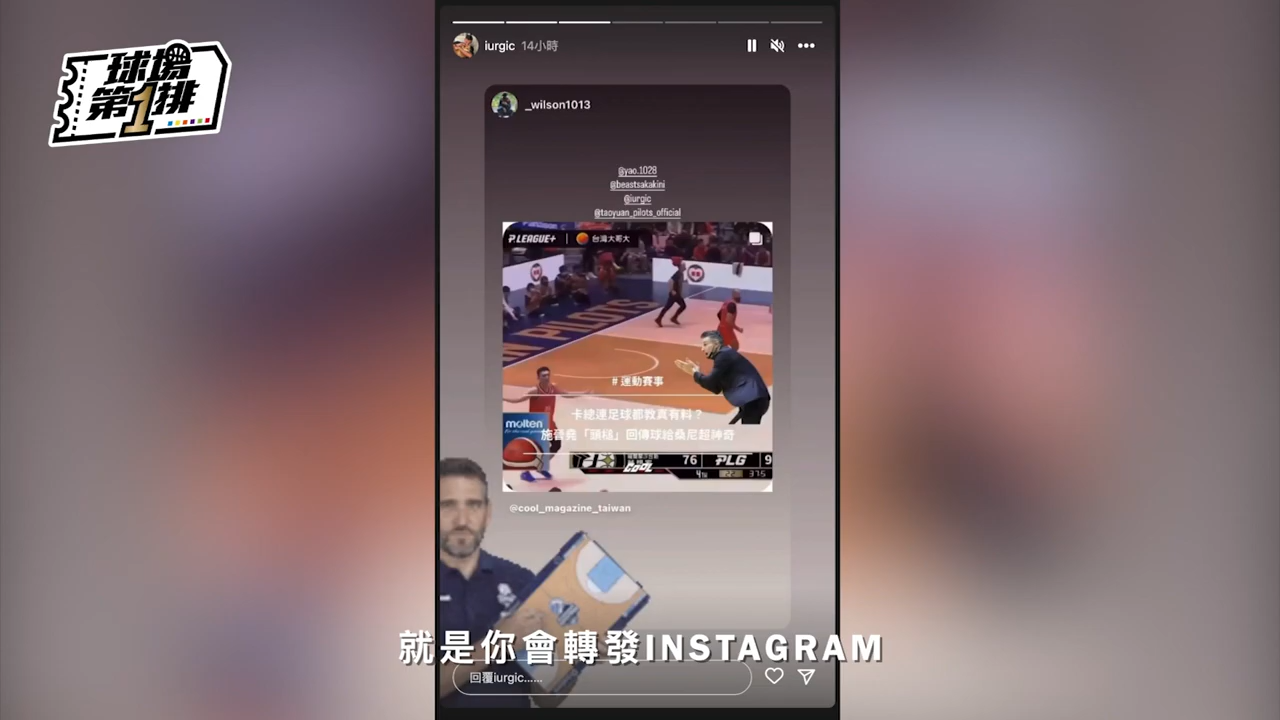 球場
第1排
iurgic 14小時
_wilson1013
@yao.1028
@beastsakakini
@iurgic
@taoyuan_pilots_official
P.LEAGUE+ 台灣大哥大
PILOTS
#運動賽事
卡總連足球都教真有料？
施晉堯「頭槌」回傳球給桑尼超神奇
molten
76 PLG 9
COOL
@cool_magazine_taiwan
就是你會轉發INSTAGRAM
回覆iurgic......